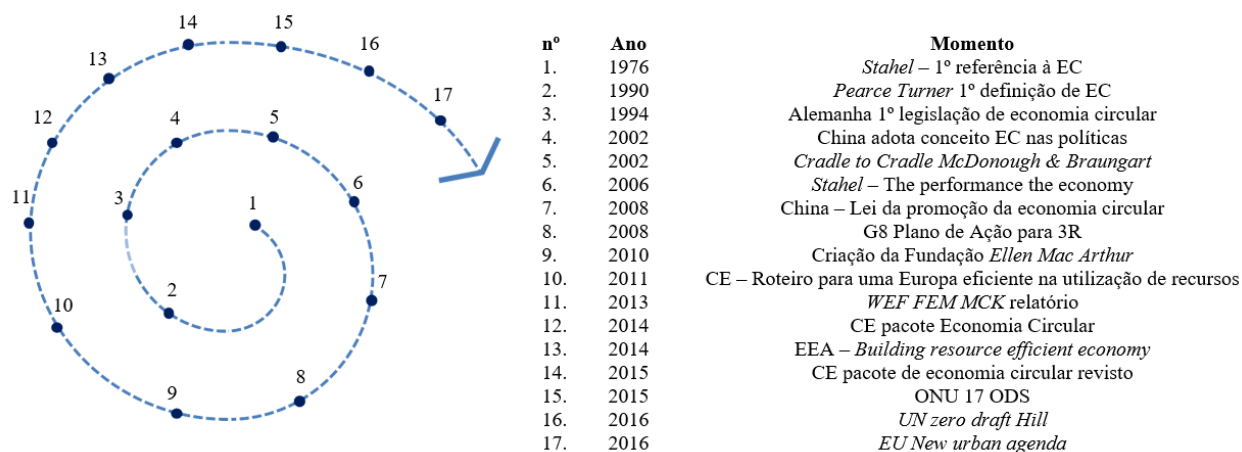 14
15
16
13
17
12
4
5
6
11
3
1
7
2
10
8
9
nº Ano Momento
1. 1976 Stahel – 1º referência à EC
2. 1990 Pearce Turner 1º definição de EC
3. 1994 Alemanha 1º legislação de economia circular
4. 2002 China adota conceito EC nas políticas
5. 2002 Cradle to Cradle McDonough & Braungart
6. 2006 Stahel – The performance the economy
7. 2008 China – Lei da promoção da economia circular
8. 2008 G8 Plano de Ação para 3R
9. 2010 Criação da Fundação Ellen Mac Arthur
10. 2011 CE – Roteiro para uma Europa eficiente na utilização de recursos
11. 2013 WEF FEM MCK relatório
12. 2014 CE pacote Economia Circular
13. 2014 EEA – Building resource efficient economy
14. 2015 CE pacote de economia circular revisto
15. 2015 ONU 17 ODS
16. 2016 UN zero draft Hill
17. 2016 EU New urban agenda